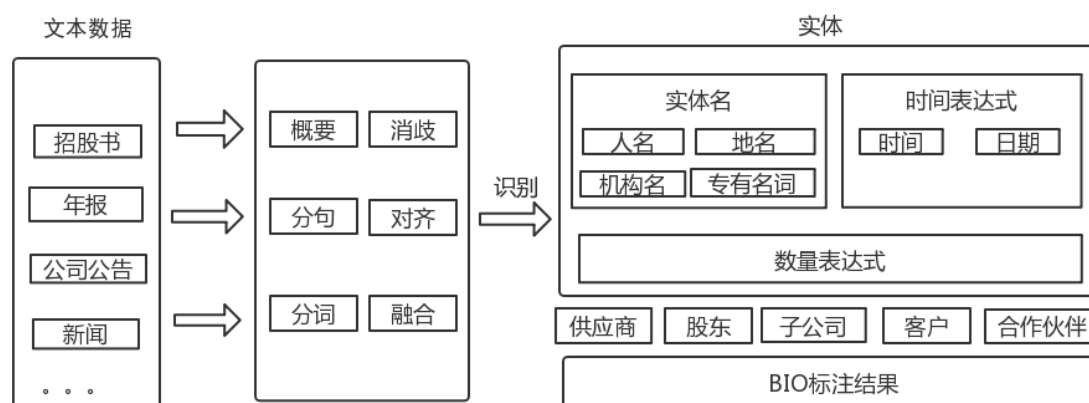 文本数据
招股书
年报
公司公告
新闻
。。。
概要 消歧
分句 对齐
分词 融合
识别
实体
实体名
人名 地名
机构名 专有名词
时间表达式
时间 日期
数量表达式
供应商 股东 子公司 客户 合作伙伴
BIO标注结果